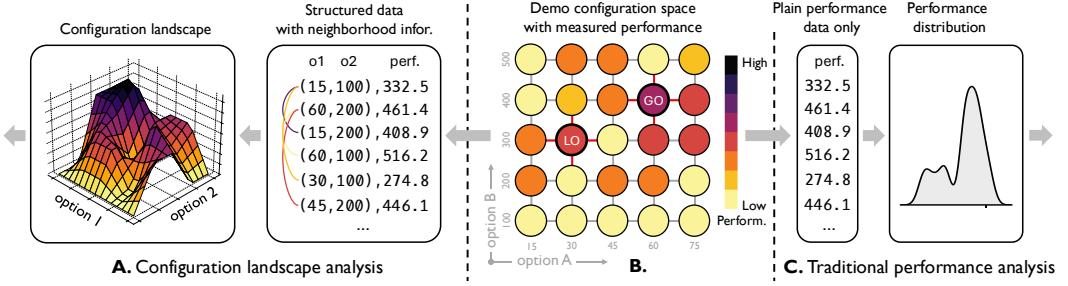 Configuration landscape
option 1
option 2
Structured data
with neighborhood infor.
o1 o2 perf.
(15,100),332.5
(60,200),461.4
(15,200),408.9
(60,100),516.2
(30,100),274.8
(45,200),446.1
...
A. Configuration landscape analysis
Demo configuration space
with measured performance
500
400
300
200
100
GO
LO
15 30 45 60 75
option B
option A
High
Low
Perform.
B.
Plain performance
data only
perf.
332.5
461.4
408.9
516.2
274.8
446.1
...
Performance
distribution
C. Traditional performance analysis